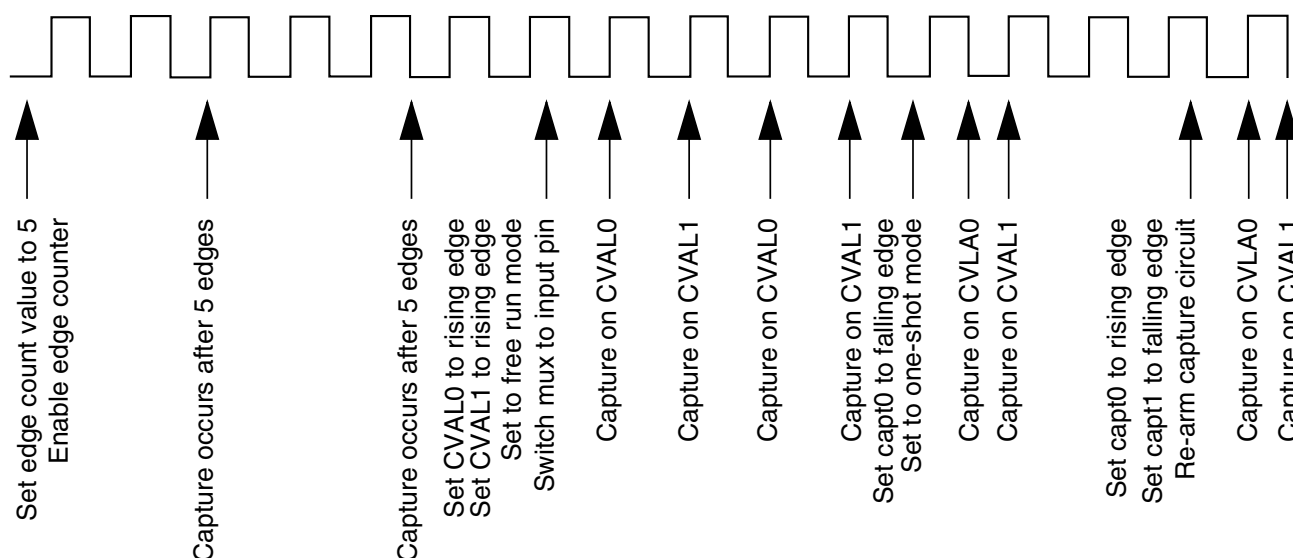 Set edge count value to 5
Enable edge counter
Capture occurs after 5 edges
Capture occurs after 5 edges
Set CVAL0 to rising edge
Set CVAL1 to rising edge
Set to free run mode
Switch mux to input pin
Capture on CVAL0
Capture on CVAL1
Capture on CVAL0
Capture on CVAL1
Set capt0 to falling edge
Set to one-shot mode
Capture on CVLA0
Capture on CVAL1
Set capt0 to rising edge
Set capt1 to falling edge
Re-arm capture circuit
Capture on CVLA0
Capture on CVAL1